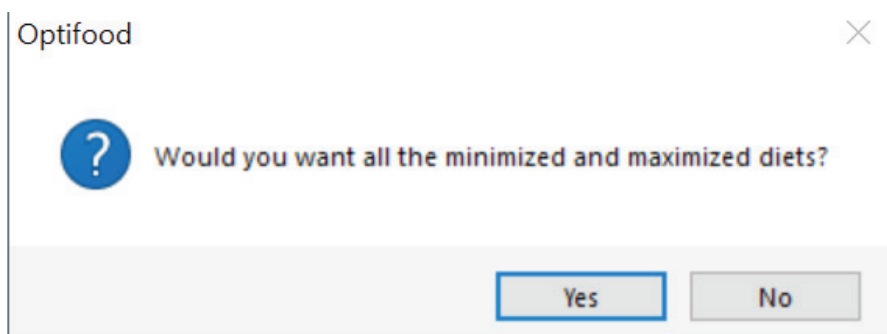 Optifood
Would you want all the minimized and maximized diets?
Yes No